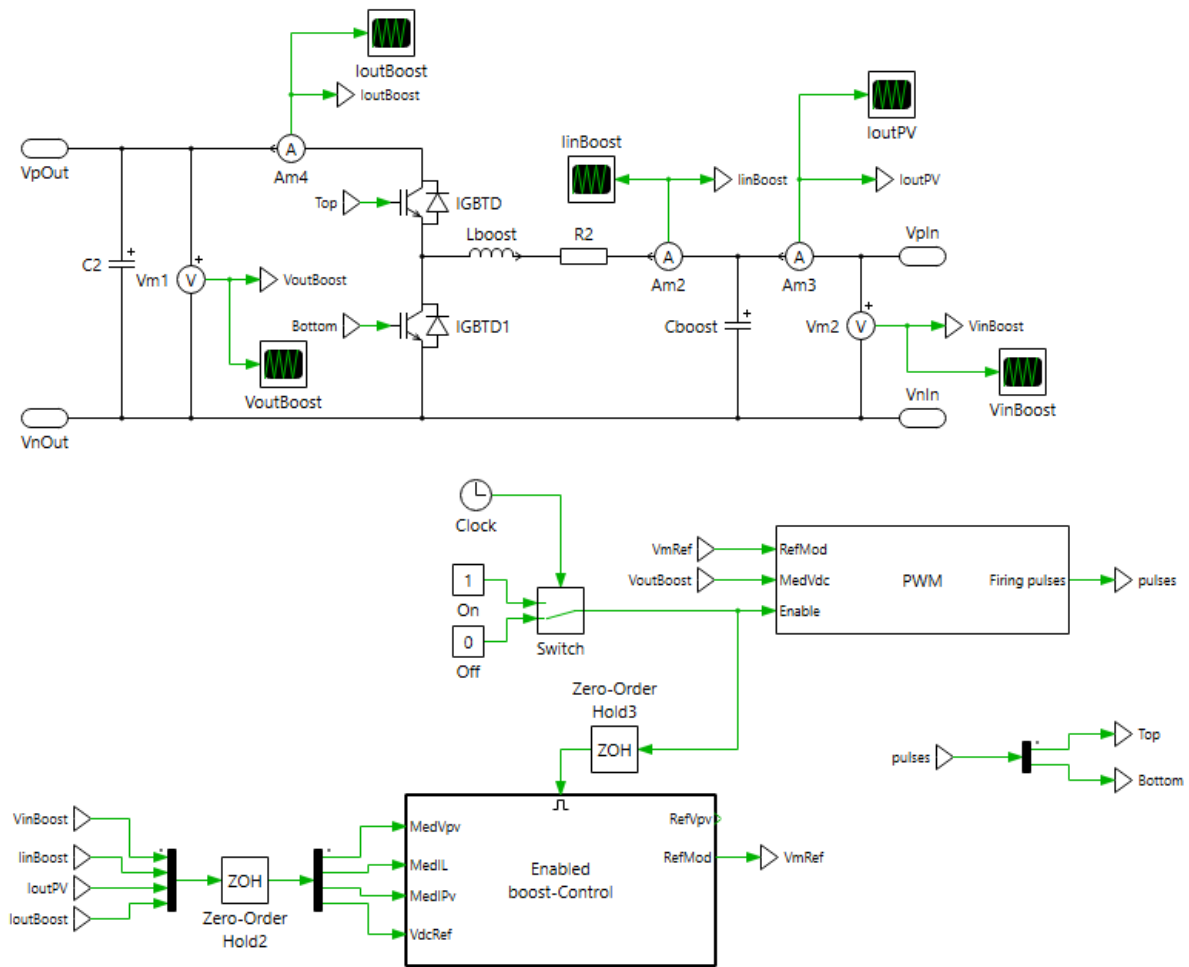 IoutBoost
IoutBoost
IoutPV
A
VpOut
Am4
IinBoost
IinBoost
IoutPV
Top
IGBTD
Lboost
R2
VpIn
C2
+
Vm1
+
V
VoutBoost
A
Am2
A
Am3
Bottom
IGBTD1
Cboost
+
Vm2
+
V
VinBoost
VoutBoost
VinBoost
VnOut
VnIn
Clock
VmRef
RefMod
VoutBoost
MedVdc
PWM
Firing pulses
pulses
1
On
Enable
0
Off
Switch
Zero-Order
Hold3
ZOH
pulses
Top
Bottom
VinBoost
IinBoost
IoutPV
IoutBoost
ZOH
Zero-Order
Hold2
MedVpv
MedIL
MedIPv
VdcRef
Enabled
boost-Control
RefVpv
RefMod
VmRef